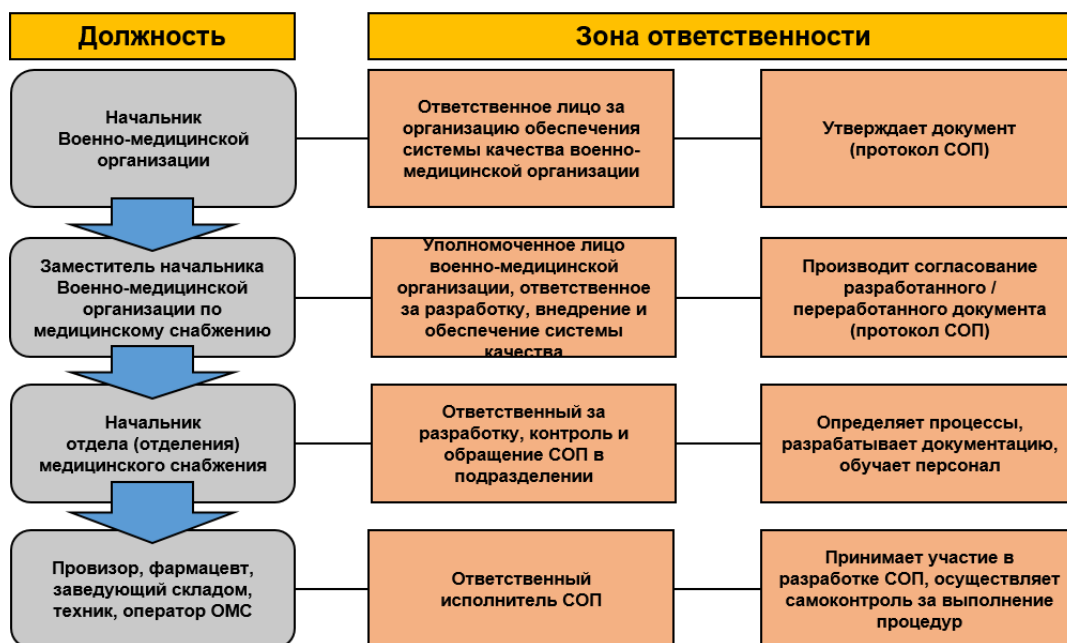 Должность
Зона ответственности
Начальник
Военно-медицинской
организации
Ответственное лицо за
организацию обеспечения
системы качества военно-
медицинской организации
Утверждает документ
(протокол СОП)
Заместитель начальника
Военно-медицинской
организации по
медицинскому снабжению
Уполномоченное лицо
военно-медицинской
организации, ответственное
за разработку, внедрение и
обеспечение системы
качества
Производит согласование
разработанного /
переработанного документа
(протокол СОП)
Начальник
отдела (отделения)
медицинского снабжения
Ответственный за
разработку, контроль и
обращение СОП в
подразделении
Определяет процессы,
разрабатывает документацию,
обучает персонал
Провизор, фармацевт,
заведующий складом,
техник, оператор ОМС
Ответственный
исполнитель СОП
Принимает участие в
разработке СОП, осуществляет
самоконтроль за выполнение
процедур